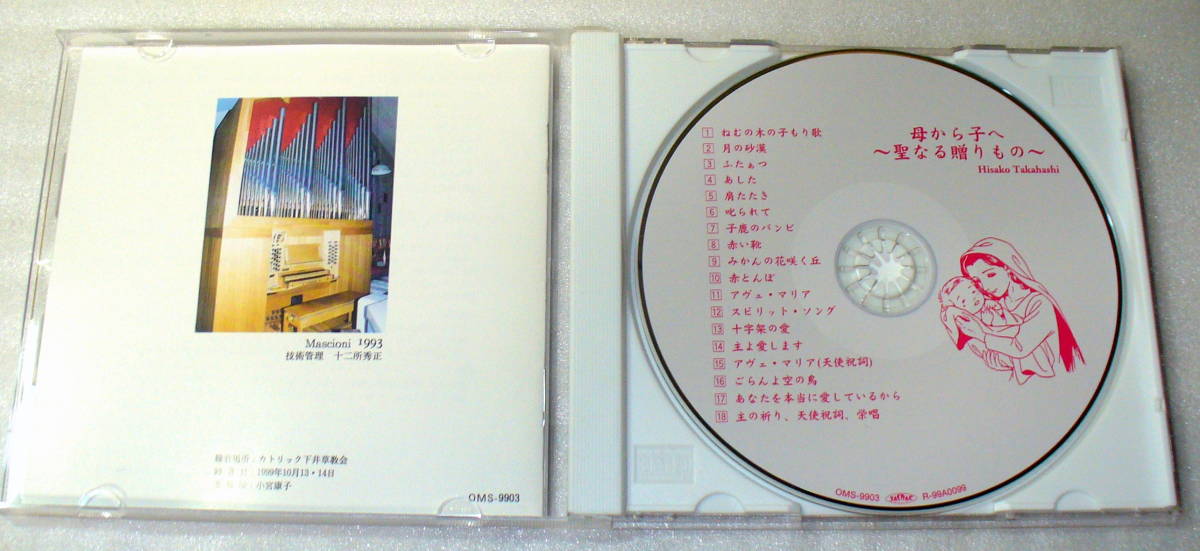 Mascioni 1993
技術管理 十二所秀正
録音場所：カトリック下井草教会
1999年10月13・14日
小宮康子
OMS-9903
母から子へ
～聖なる贈りもの～
Hisako Takahashi
1 ねむの木の子もり歌
2 月の砂漠
3 ふたぁつ
4 あした
5 肩たたき
6 叱られて
7 子鹿のバンビ
8 赤い靴
9 みかんの花咲く丘
10 赤とんぼ
11 アヴェ・マリア
12 スピリット・ソング
13 十字架の愛
14 主よ愛します
15 アヴェ・マリア(天使祝詞)
16 ごらんよ空の鳥
17 あなたを本当に愛しているから
18 主の祈り、天使祝詞、栄唱
OMS-9903 R-99A0099